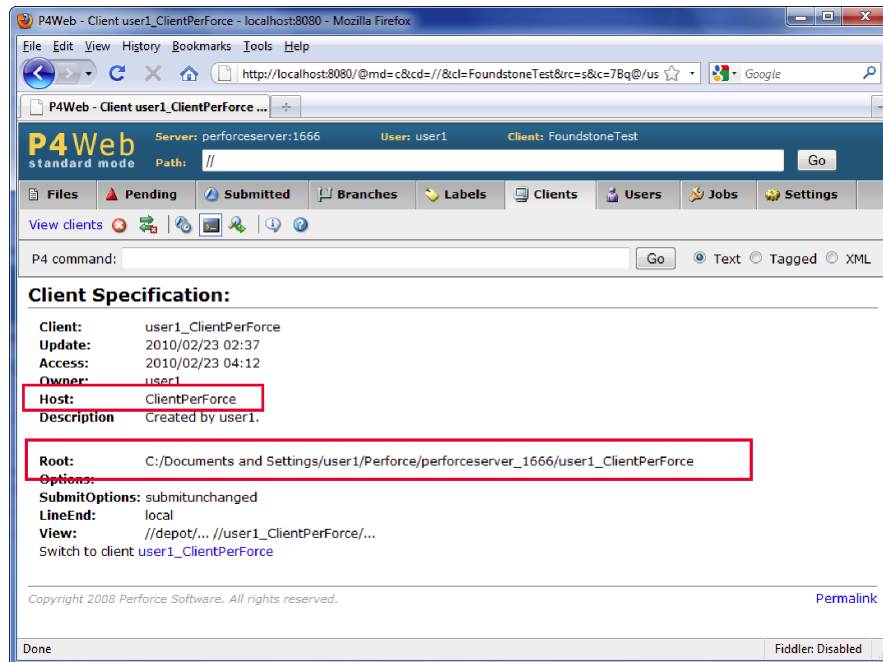 P4Web - Client user1_ClientPerForce - localhost:8080 - Mozilla Firefox
File Edit View History Bookmarks Tools Help
http://localhost:8080/@md=c&cd=//&cl=FoundstoneTest&rc=s&c=7Bq@/us Google
P4Web - Client user1_ClientPerForce ...
P4Web Server: perforceserver:1666 User: user1 Client: FoundstoneTest
standard mode Path: // Go
Files Pending Submitted Branches Labels Clients Users Jobs Settings
View clients
P4 command: Go Text Tagged XML
Client Specification:
Client: user1_ClientPerForce
Update: 2010/02/23 02:37
Access: 2010/02/23 04:12
Owner: user1
Host: ClientPerForce
Description Created by user1.
Root: C:/Documents and Settings/user1/Perforce/perforceserver_1666/user1_ClientPerForce
Options:
SubmitOptions: submitunchanged
LineEnd: local
View: //depot/... //user1_ClientPerForce/...
Switch to client user1_ClientPerForce
Copyright 2008 Perforce Software. All rights reserved. Permalink
Done Fiddler: Disabled